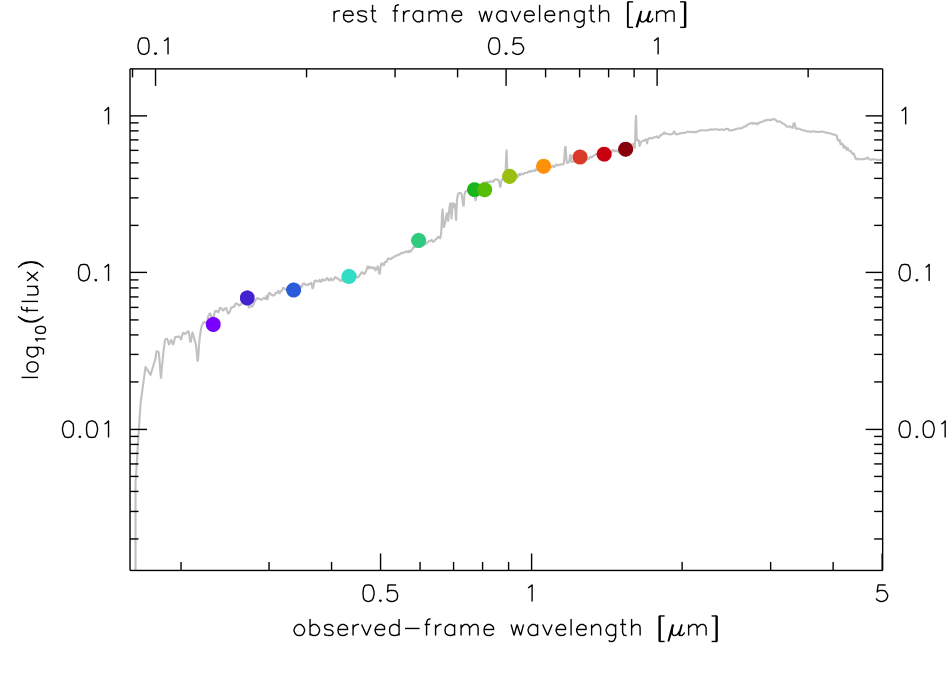 rest frame wavelength [μm]
0.1 0.5 1
1 1
0.1 0.1
0.01 0.01
log10(flux)
0.5 1 5
observed-frame wavelength [μm]